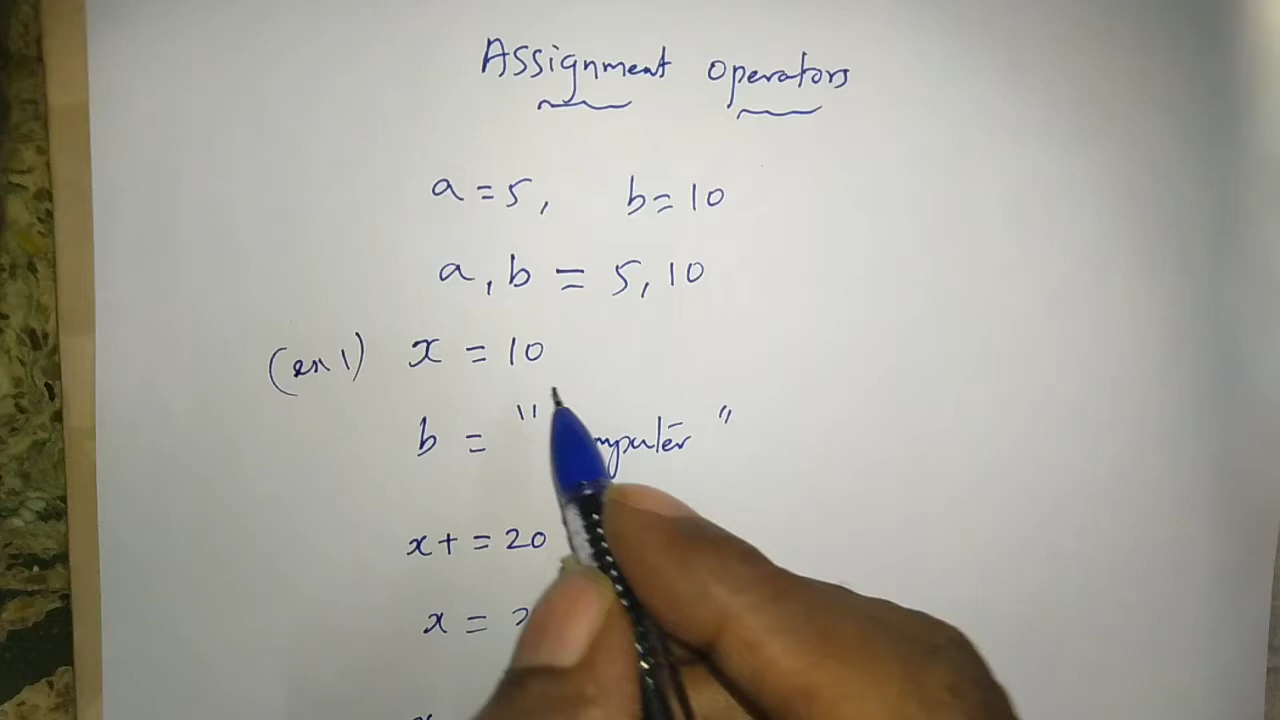 Assignment operators
a = 5, b = 10
a, b = 5, 10
(ex 1) x = 10
b = " "
x + = 20
x =